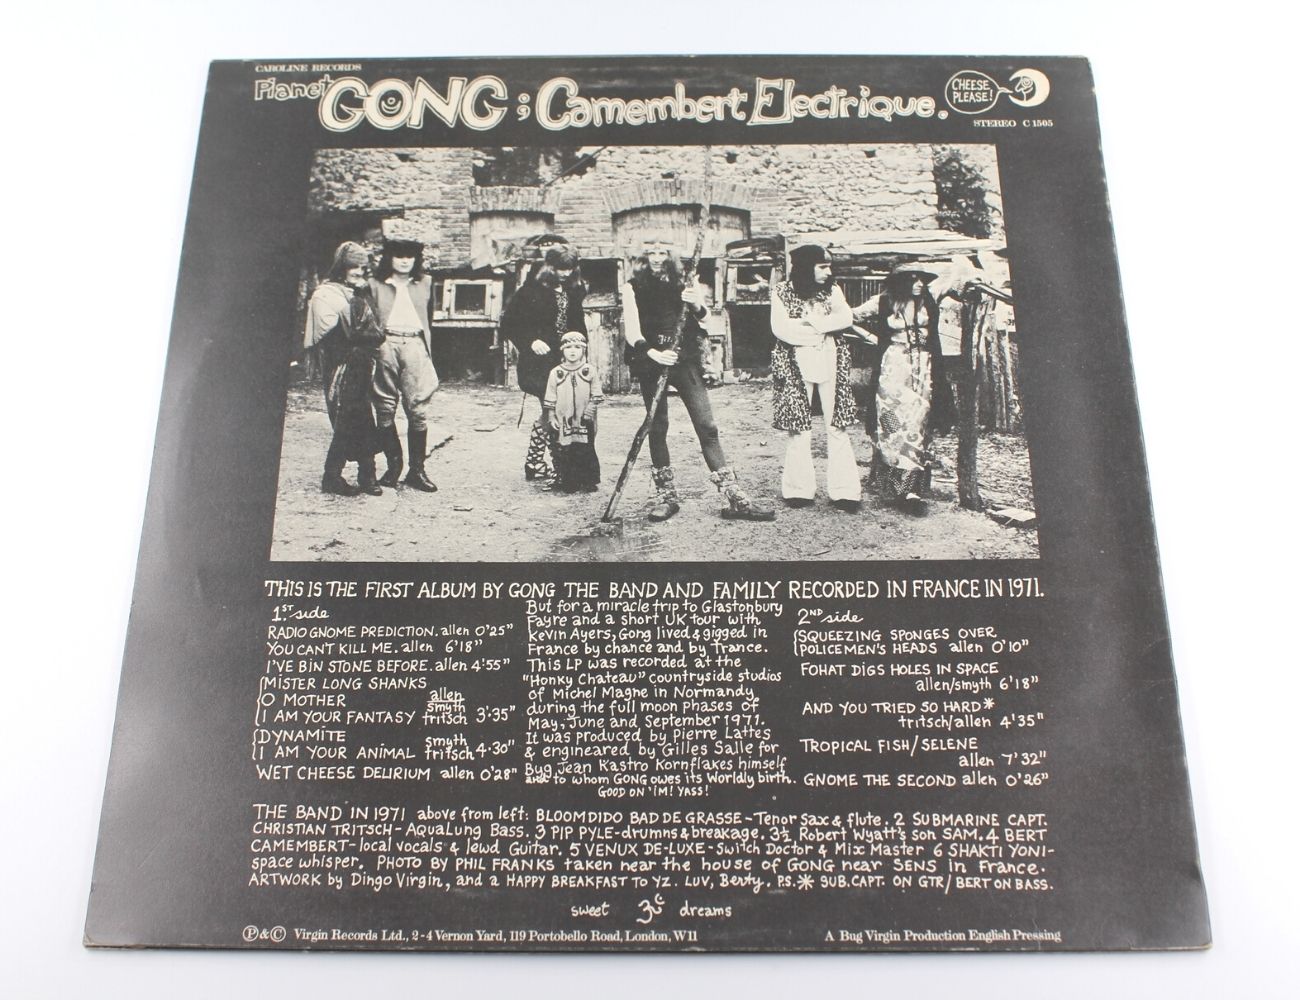 CAROLINE RECORDS
Planet GONG ; Camembert Electrique.
CHEESE PLEASE!
STEREO C 1505
THIS IS THE FIRST ALBUM BY GONG THE BAND AND FAMILY RECORDED IN FRANCE IN 1971.
1.ST side
RADIO GNOME PREDICTION. allen 0'25"
YOU CAN'T KILL ME. allen 6'18"
I'VE BIN STONE BEFORE. allen 4'55"
MISTER LONG SHANKS
O MOTHER allen
I AM YOUR FANTASY smyth tritsch 3'35"
DYNAMITE smyth
I AM YOUR ANIMAL tritsch 4'30"
WET CHEESE DELIRIUM allen 0'28"
But for a miracle trip to Glastonbury
Fayre and a short UK tour with
Kevin Ayers, Gong lived & gigged in
France by chance and by Trance.
This LP was recorded at the
"Honky Chateau" countryside studios
of Michel Magne in Normandy
during the full moon phases of
May, June and September 1971.
It was produced by Pierre Lattes
& engineared by Gilles Salle for
Byg Jean Kastro Kornflakes himself
and to whom GONG owes its Worldly birth.
GOOD ON 'IM! YASS!
2ND side
SQUEEZING SPONGES OVER
POLICEMEN'S HEADS allen 0'10"
FOHAT DIGS HOLES IN SPACE
allen/smyth 6'18"
AND YOU TRIED SO HARD*
tritsch/allen 4'35"
TROPICAL FISH/SELENE
allen 7'32"
GNOME THE SECOND allen 0'26"
THE BAND IN 1971 above from left: BLOOMDIDO BAD DE GRASSE - Tenor Sax & flute. 2 SUBMARINE CAPT.
CHRISTIAN TRITSCH - AquaLung Bass. 3 PIP PYLE - drumns & breakage. 3½ Robert Wyatt's son SAM. 4 BERT
CAMEMBERT - local vocals & lewd Guitar. 5 VENUX DE-LUXE - Switch Doctor & Mix Master 6 SHAKTI YONI-
space whisper. PHOTO BY PHIL FRANKS taken near the house of GONG near SENS in France.
ARTWORK by Dingo Virgin, and a HAPPY BREAKFAST TO YZ. LUV, Berty. P.S.* SUB.CAPT. ON GTR/BERT ON BASS.
sweet dreams
Ⓟ & © Virgin Records Ltd., 2-4 Vernon Yard, 119 Portobello Road, London, W11
A Byg Virgin Production English Pressing